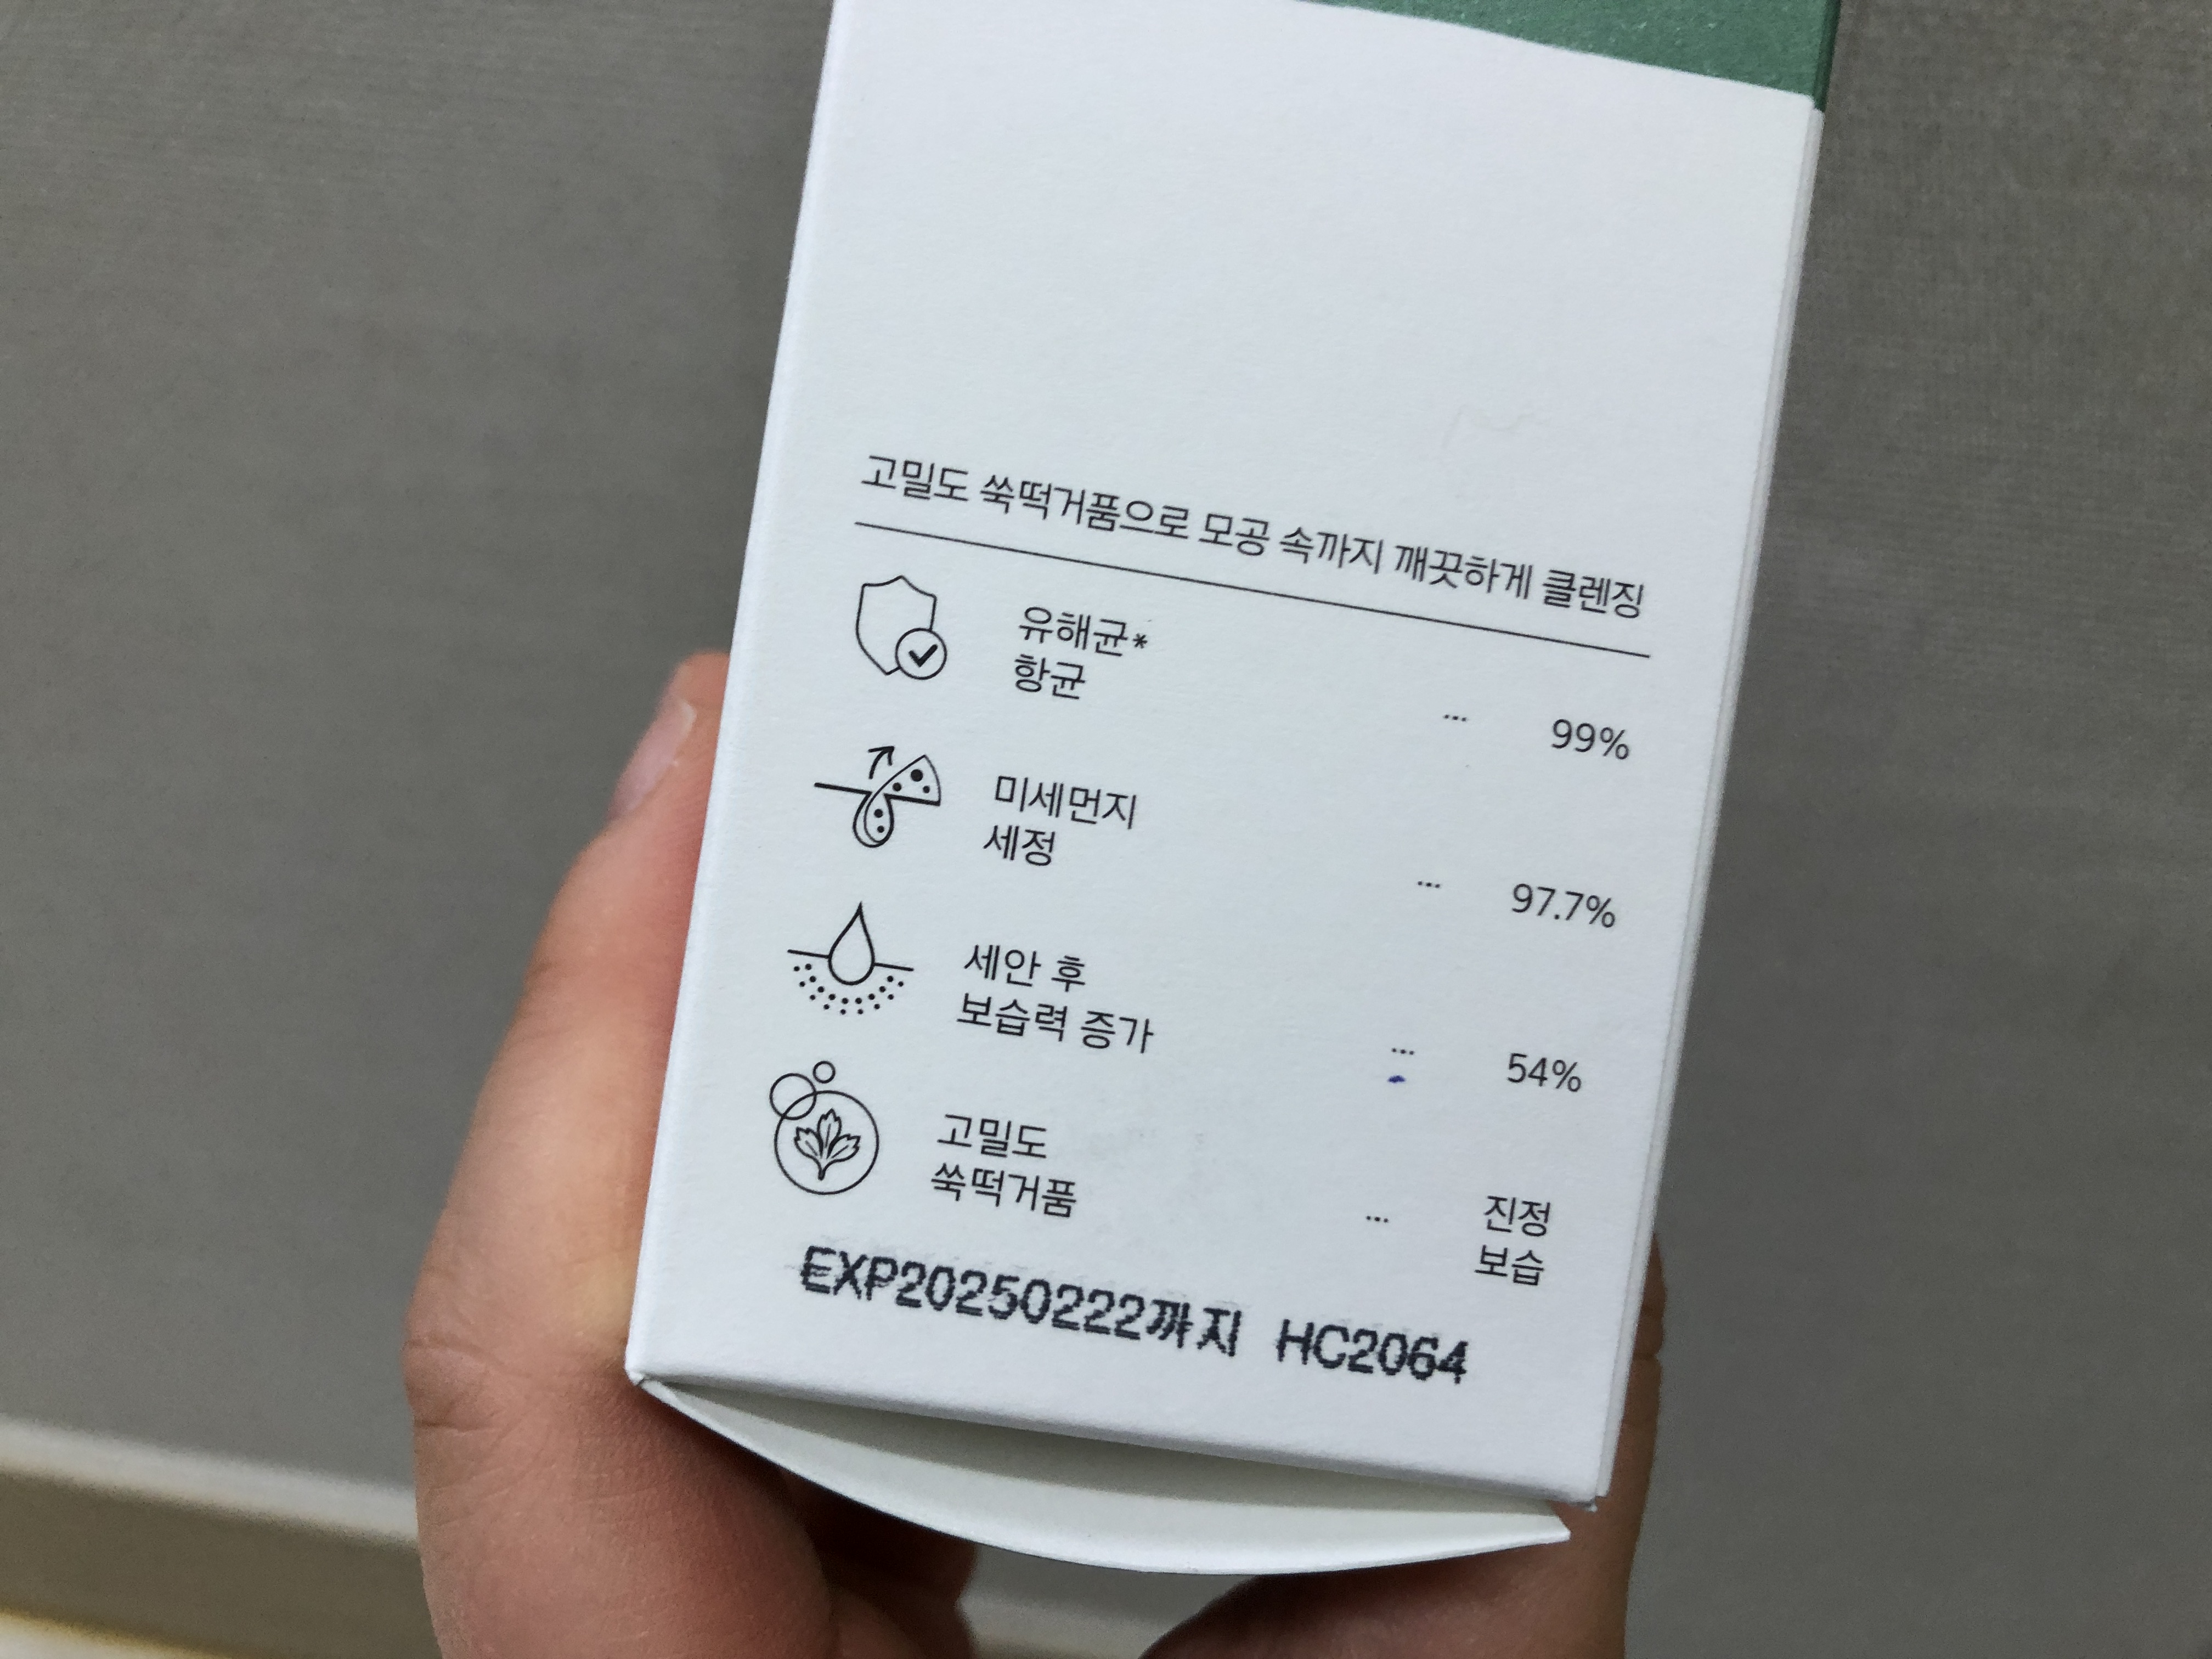 고밀도 쑥떡거품으로 모공 속까지 깨끗하게 클렌징
유해균*
항균
... 99%
미세먼지
세정
... 97.7%
세안 후
보습력 증가
... 54%
고밀도
쑥떡거품
... 진정
보습
EXP20250222까지 HC2064